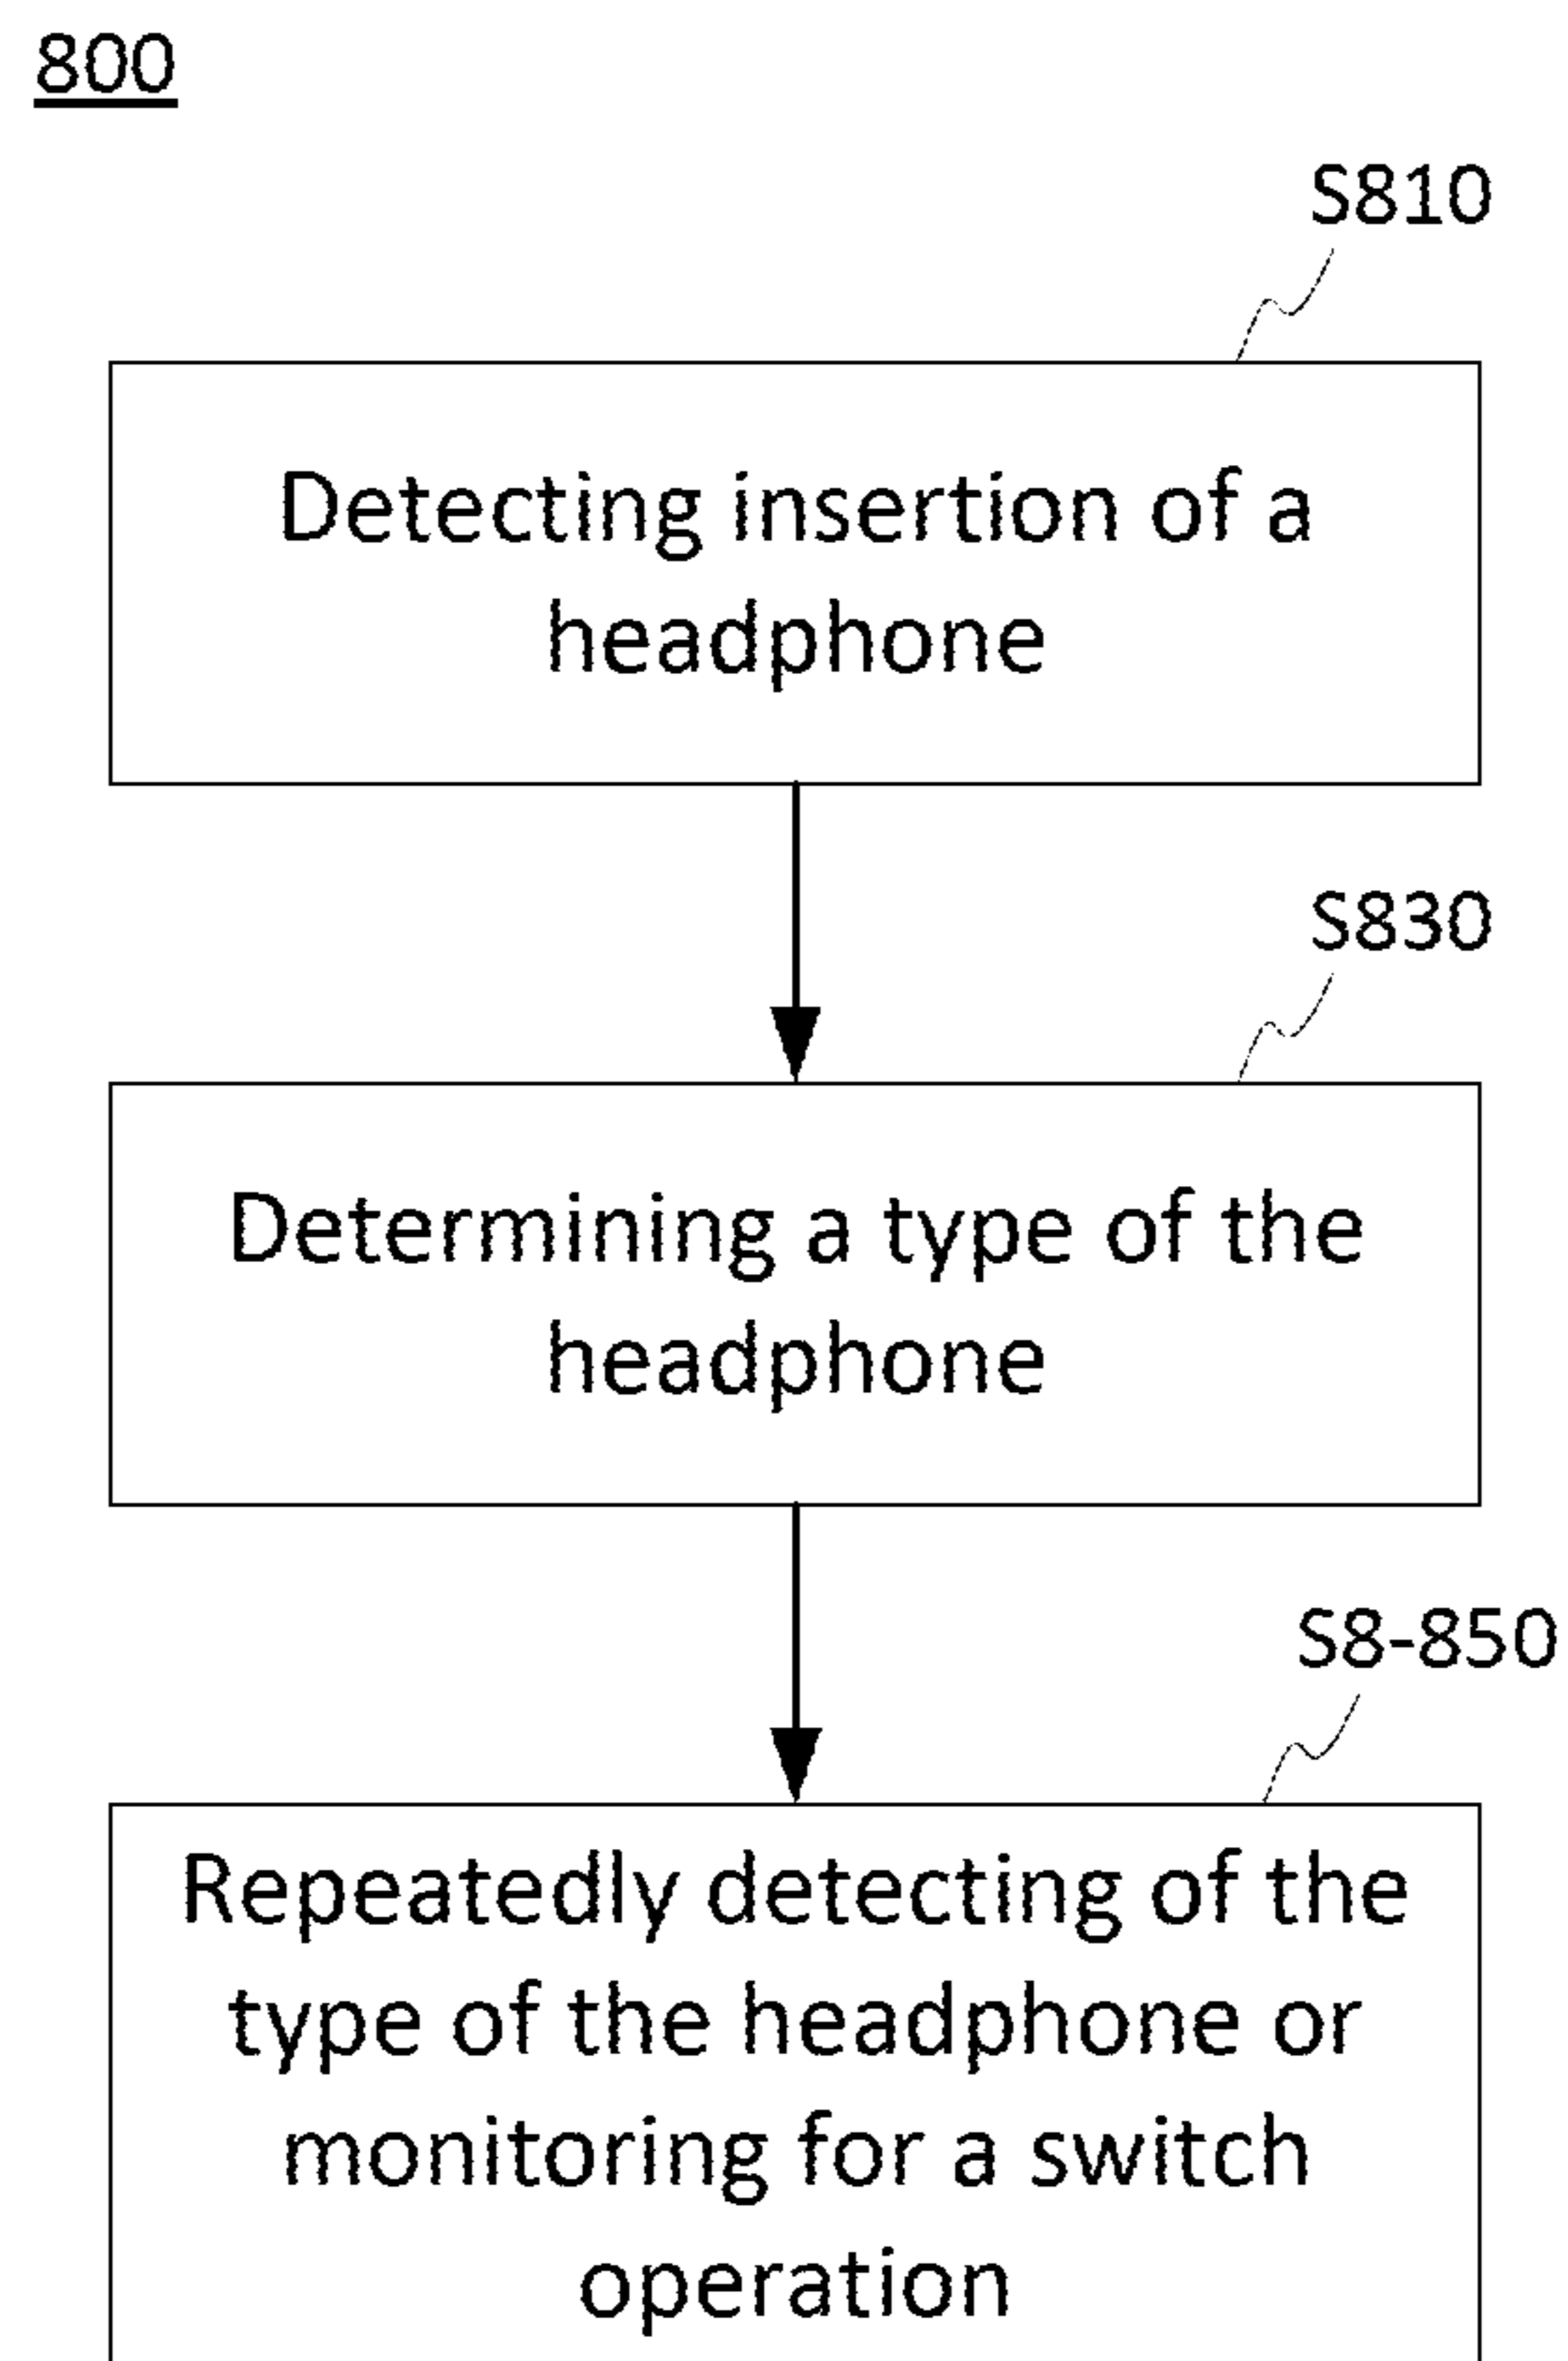 800
S810
Detecting insertion of a
headphone
S830
Determining a type of the
headphone
S8-850
Repeatedly detecting of the
type of the headphone or
monitoring for a switch
operation